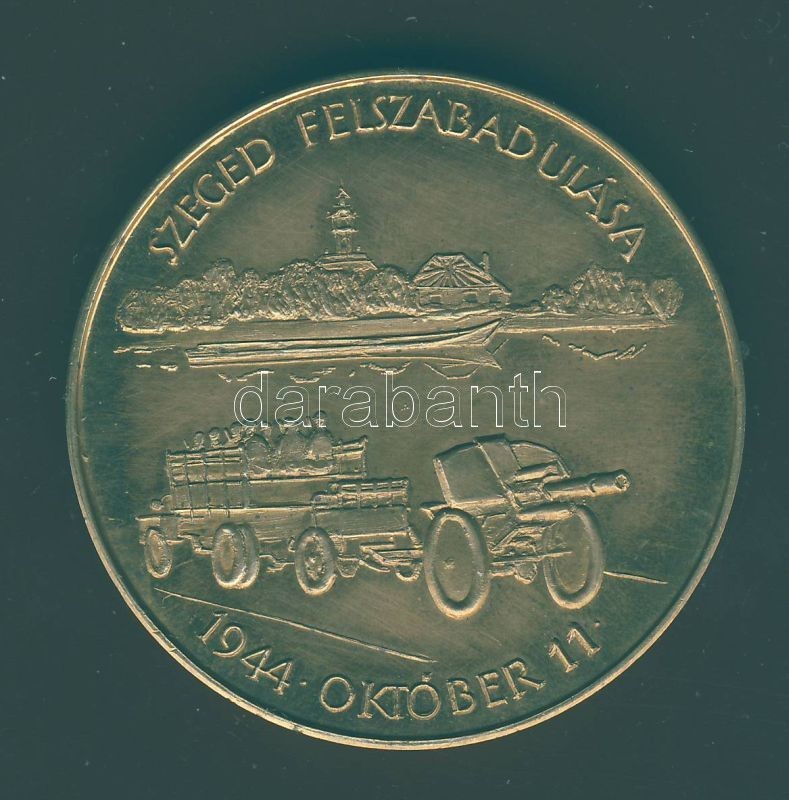 SZEGED FELSZABADULÁSA
darabanth
1944 · OKTÓBER 11 ·